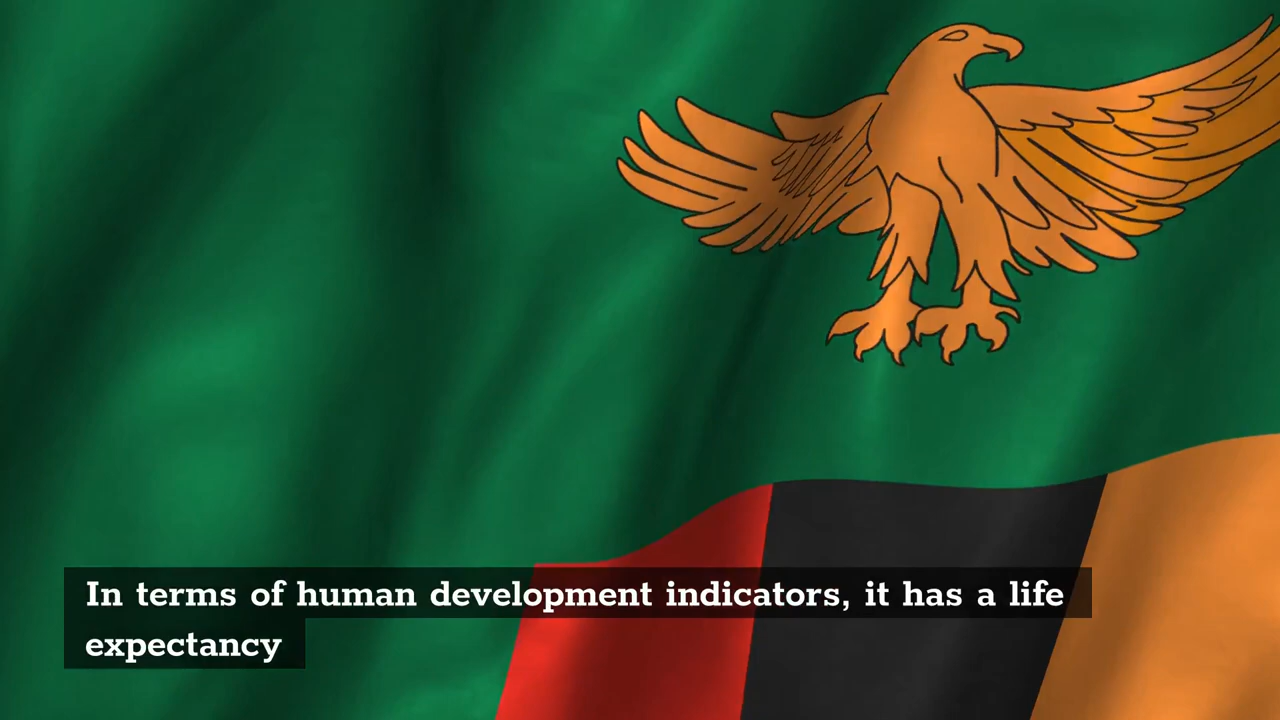 In terms of human development indicators, it has a life
expectancy